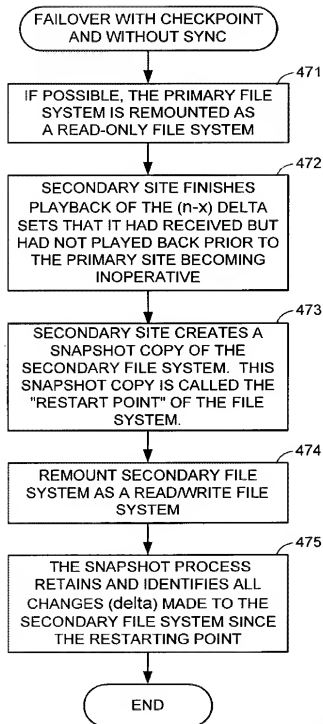 FAILOVER WITH CHECKPOINT
AND WITHOUT SYNC
471
IF POSSIBLE, THE PRIMARY FILE
SYSTEM IS REMOUNTED AS
A READ-ONLY FILE SYSTEM
472
SECONDARY SITE FINISHES
PLAYBACK OF THE (n-x) DELTA
SETS THAT IT HAD RECEIVED BUT
HAD NOT PLAYED BACK PRIOR TO
THE PRIMARY SITE BECOMING
INOPERATIVE
473
SECONDARY SITE CREATES A
SNAPSHOT COPY OF THE
SECONDARY FILE SYSTEM. THIS
SNAPSHOT COPY IS CALLED THE
"RESTART POINT" OF THE FILE
SYSTEM.
474
REMOUNT SECONDARY FILE
SYSTEM AS A READ/WRITE FILE
SYSTEM
475
THE SNAPSHOT PROCESS
RETAINS AND IDENTIFIES ALL
CHANGES (delta) MADE TO THE
SECONDARY FILE SYSTEM SINCE
THE RESTARTING POINT
END